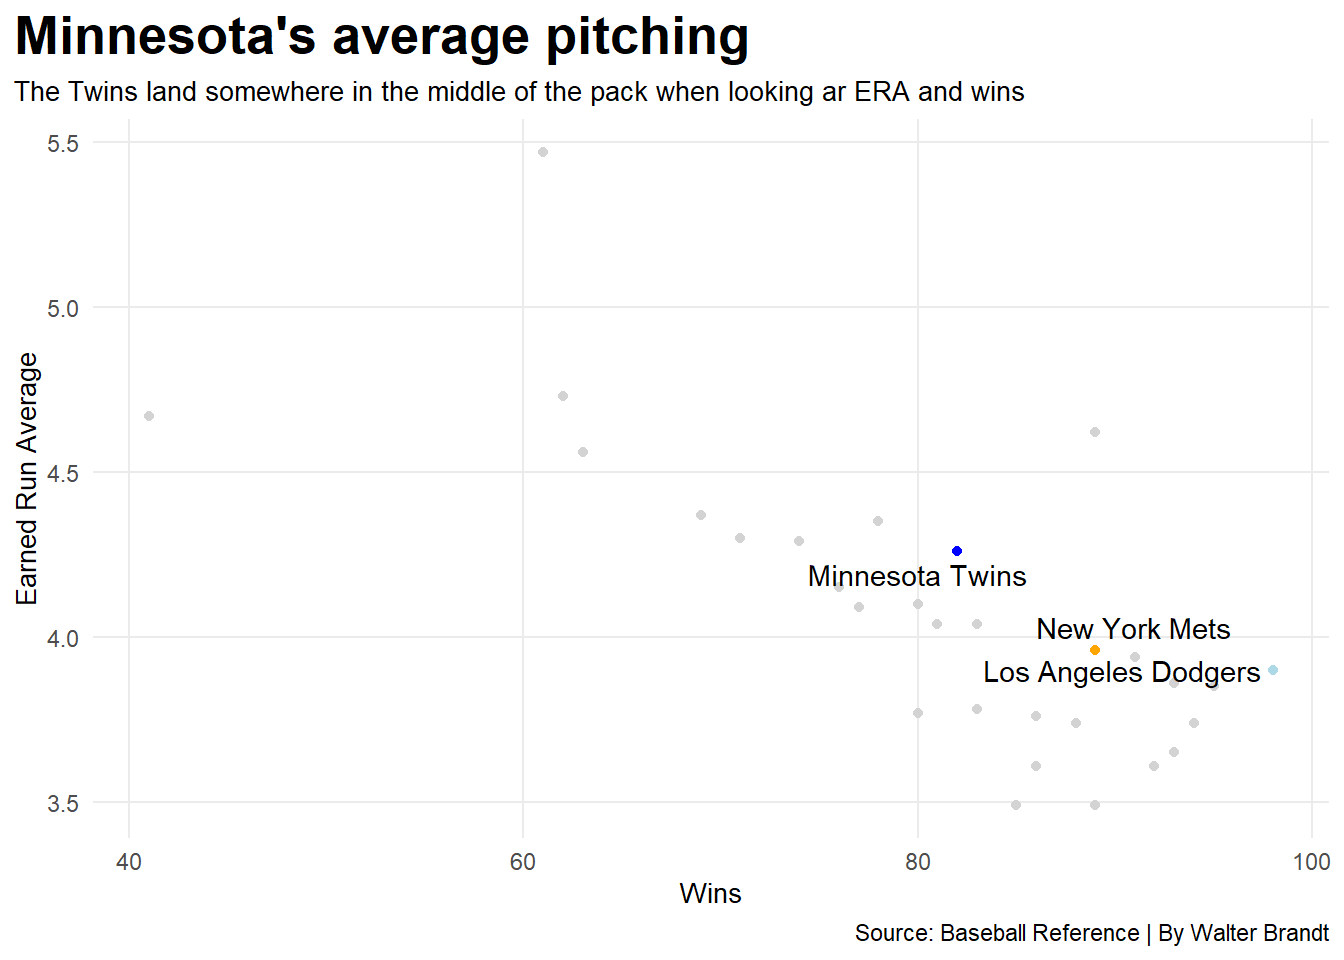 Minnesota's average pitching
The Twins land somewhere in the middle of the pack when looking ar ERA and wins
5.5
5.0
4.5
4.0
3.5
Earned Run Average
Minnesota Twins
New York Mets
Los Angeles Dodgers
40 60 80 100
Wins
Source: Baseball Reference | By Walter Brandt